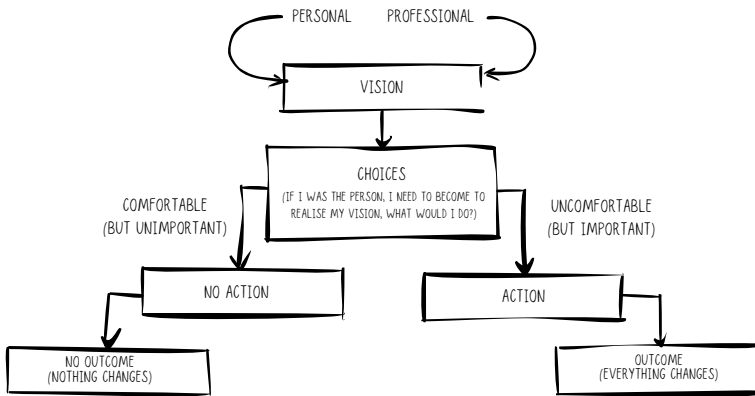 PERSONAL PROFESSIONAL
VISION
CHOICES
(IF I WAS THE PERSON, I NEED TO BECOME TO
REALISE MY VISION, WHAT WOULD I DO?)
COMFORTABLE
(BUT UNIMPORTANT)
UNCOMFORTABLE
(BUT IMPORTANT)
NO ACTION
ACTION
NO OUTCOME
(NOTHING CHANGES)
OUTCOME
(EVERYTHING CHANGES)